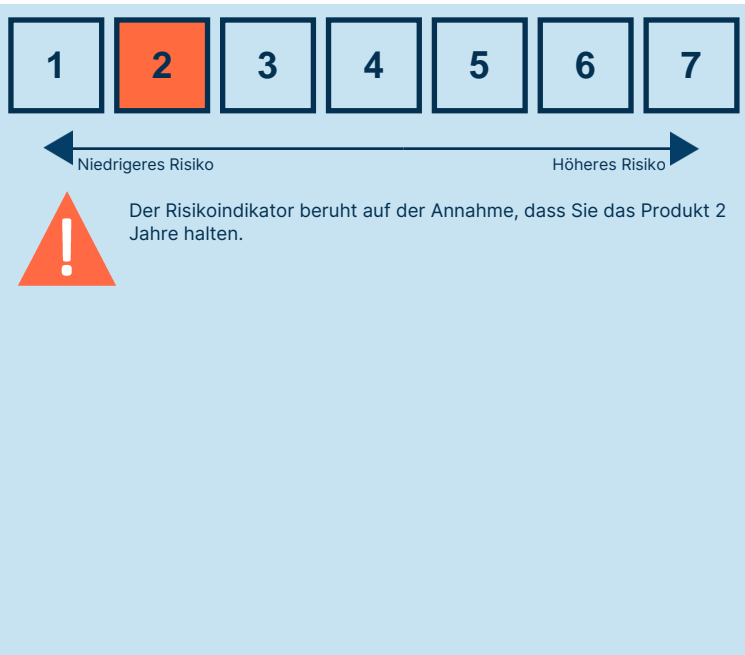 1 2 3 4 5 6 7
Niedrigeres Risiko Höheres Risiko
! Der Risikoindikator beruht auf der Annahme, dass Sie das Produkt 2
Jahre halten.